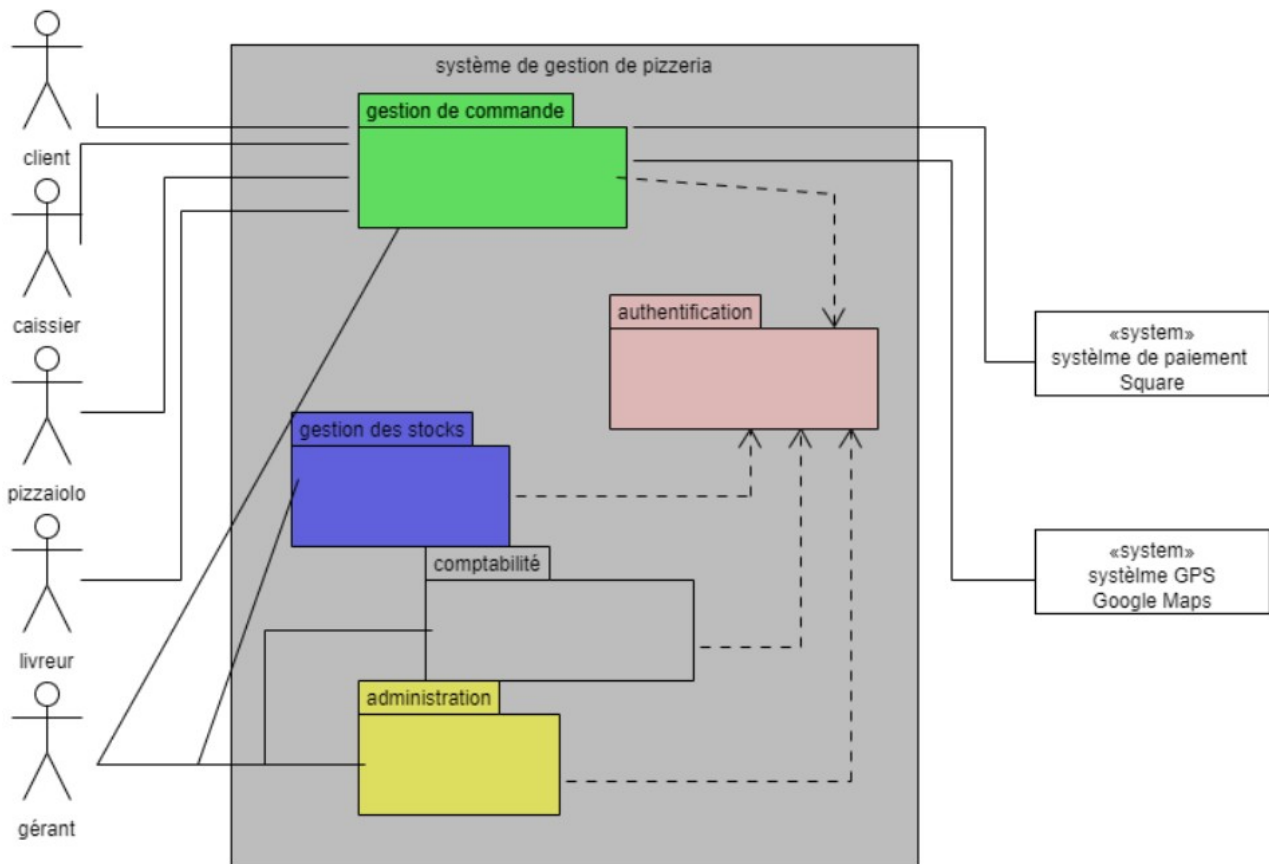 système de gestion de pizzeria
gestion de commande
client
authentification
caissier
«system»
systèlme de paiement
Square
gestion des stocks
pizzaiolo
comptabilité
«system»
systèlme GPS
Google Maps
livreur
administration
gérant